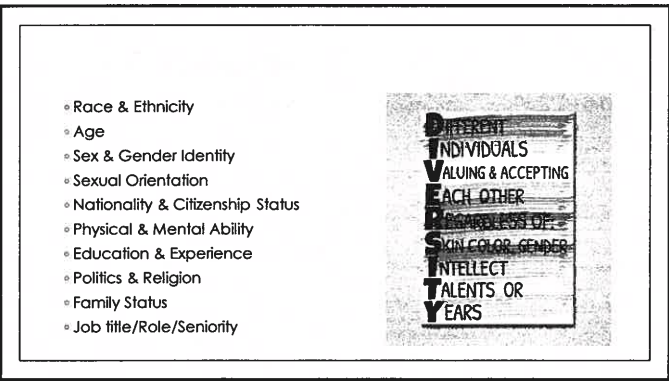 Race & Ethnicity
Age
Sex & Gender Identity
Sexual Orientation
Nationality & Citizenship Status
Physical & Mental Ability
Education & Experience
Politics & Religion
Family Status
Job title/Role/Seniority
DIFFERENT
INDIVIDUALS
VALUING & ACCEPTING
EACH OTHER
REGARDLESS OF:
SKIN COLOR, GENDER
INTELLECT
TALENTS OR
YEARS